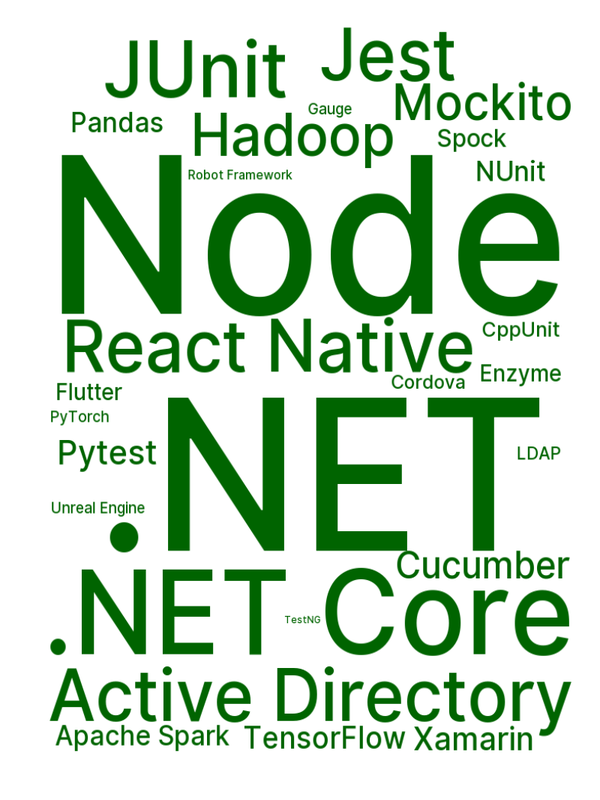 JUnit
Jest
Mockito
Gauge
Pandas
Hadoop
Spock
Robot Framework
NUnit
Node
React Native
CppUnit
Cordova
Enzyme
Flutter
PyTorch
.NET
Pytest
LDAP
Unreal Engine
Cucumber
.NET Core
TestNG
Active Directory
Apache Spark
TensorFlow
Xamarin